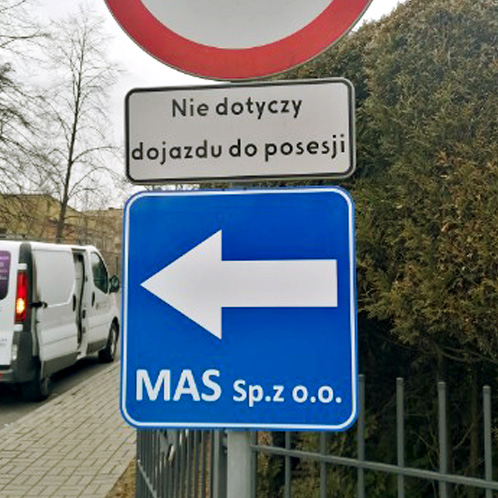 Nie dotyczy
dojazdu do posesji
MAS Sp.z o.o.